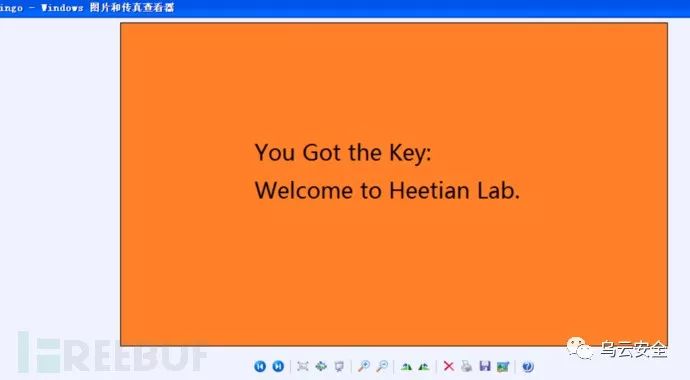 ingo - Windows 图片和传真查看器
You Got the Key:
Welcome to Heetian Lab.
FREEBUF
乌云安全